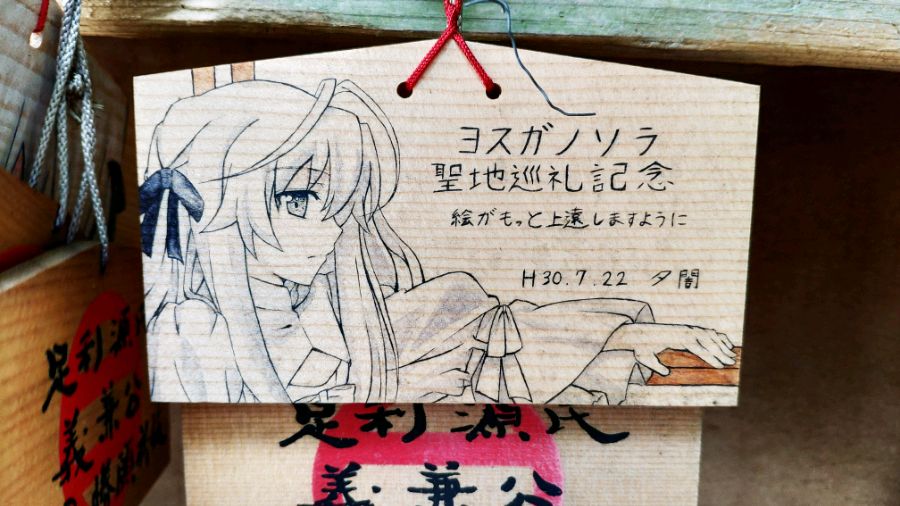 ヨスガノソラ
聖地巡礼記念
絵がもっと上達しますように
H30.7.22 夕闇
足利源氏
義兼公
足利源氏
義兼公